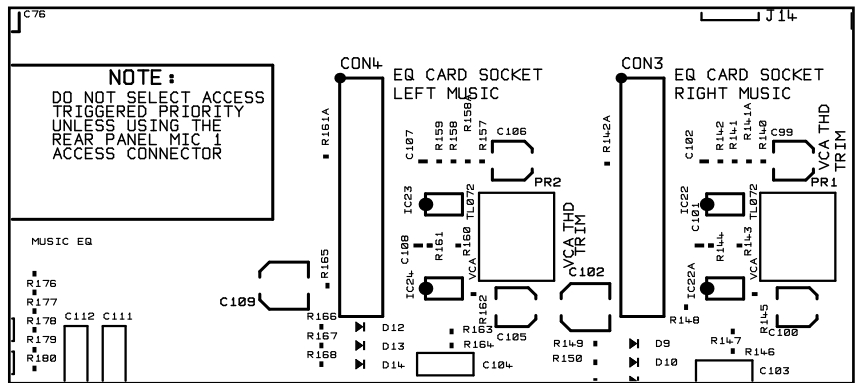 C76
J14
NOTE:
DO NOT SELECT ACCESS
TRIGGERED PRIORITY
UNLESS USING THE
REAR PANEL MIC 1
ACCESS CONNECTOR
CON4
EQ CARD SOCKET
LEFT MUSIC
R161A
C107
R159
R158
R158A
R157
C106
CON3
EQ CARD SOCKET
RIGHT MUSIC
R142A
C102
R142
R141
R141A
R140
C99
VCA THD
TRIM
IC23
TL072
PR2
VCA THD
TRIM
IC22
C101
TL072
PR1
MUSIC EQ
C108
R161
R160
R144
R143
R165
C109
IC24
VCA
R162
C105
C102
IC22A
VCA
R145
C100
R148
R176
R177
R178
R179
R180
C112
C111
R166
R167
R168
D12
D13
D14
R163
R164
C104
R149
R150
D9
D10
R147
R146
C103